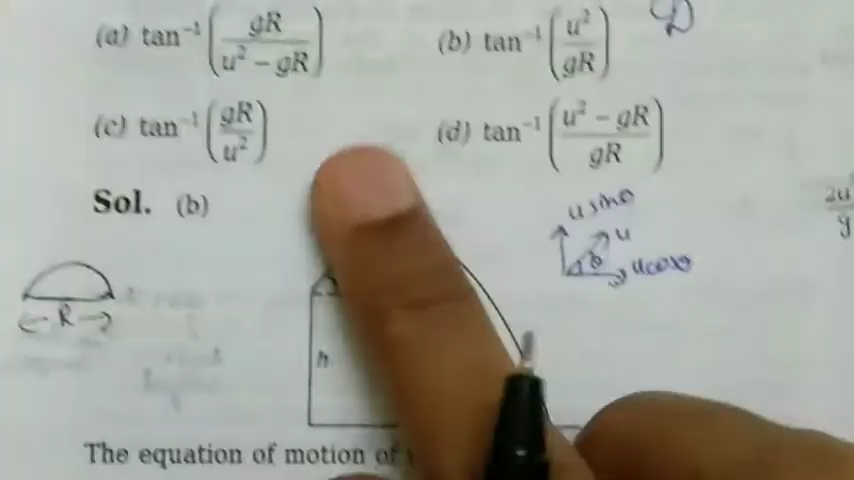 (a) tan⁻¹ (gR / u² − gR) (b) tan⁻¹ (u² / gR)
(c) tan⁻¹ (gR / u²) (d) tan⁻¹ (u² − gR / gR)
Sol. (b)
u sinθ
u
θ
u cosθ
2u
g
R
h
The equation of motion of